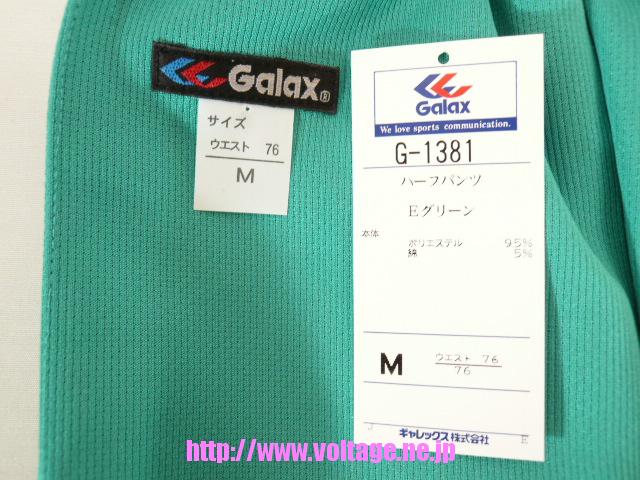 Galax®
サイズ
ウエスト 76
M
Galax
We love sports communication.
G-1381
ハーフパンツ
Eグリーン
本体
ポリエステル 95%
綿 5%
M ウエスト 76
76
J E
ギャレックス株式会社
http://www.voltage.ne.jp